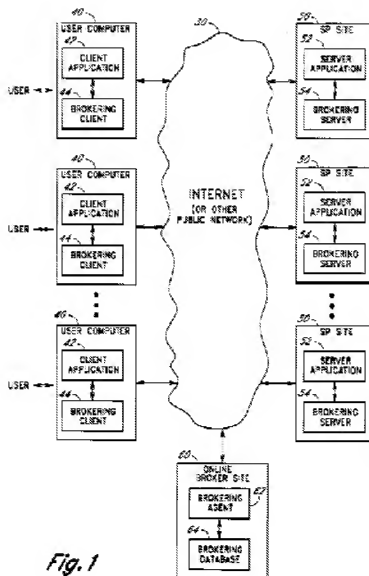 40
USER COMPUTER
42
CLIENT
APPLICATION
44
BROKERING
CLIENT
USER
40
USER COMPUTER
42
CLIENT
APPLICATION
44
BROKERING
CLIENT
USER
40
USER COMPUTER
42
CLIENT
APPLICATION
44
BROKERING
CLIENT
USER
30
INTERNET
(OR OTHER
PUBLIC NETWORK)
50
SP SITE
52
SERVER
APPLICATION
54
BROKERING
SERVER
50
SP SITE
52
SERVER
APPLICATION
54
BROKERING
SERVER
50
SP SITE
52
SERVER
APPLICATION
54
BROKERING
SERVER
60
ONLINE
BROKER SITE
BROKERING
AGENT
62
64
BROKERING
DATABASE
Fig. 1